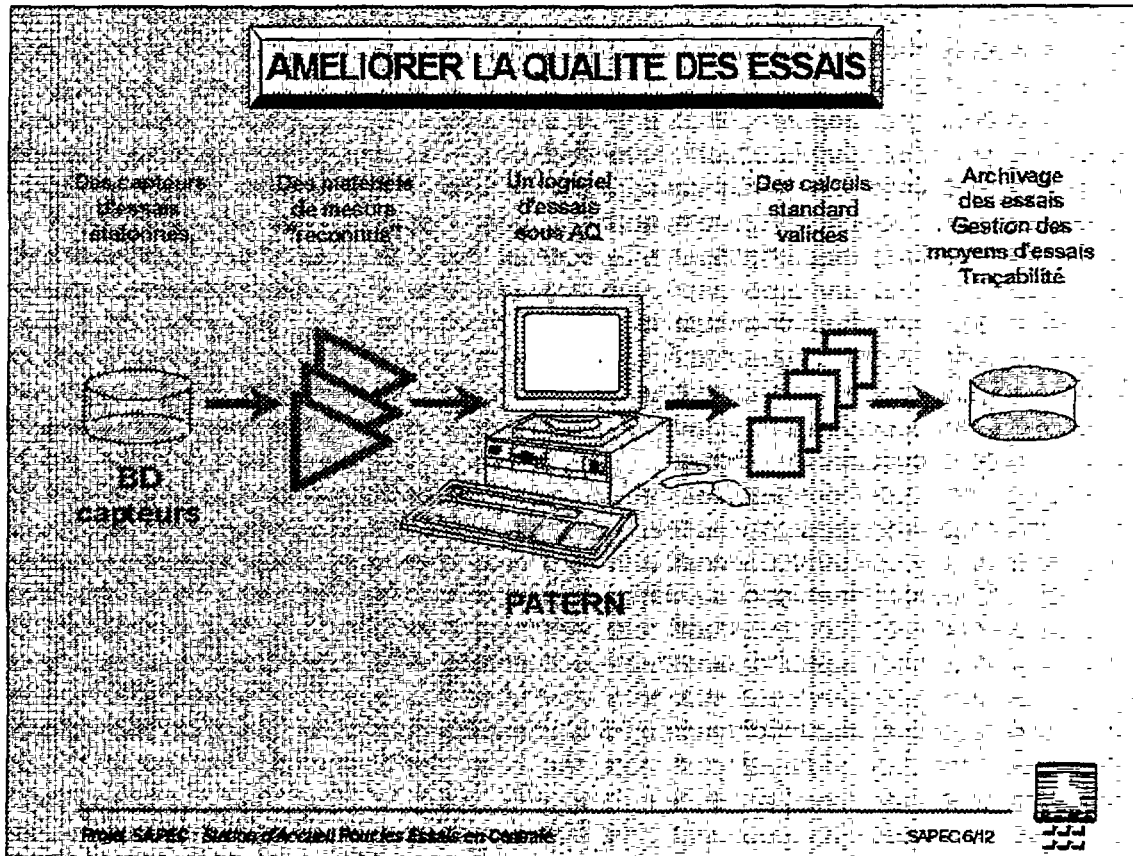 AMELIORER LA QUALITE DES ESSAIS
Des capteurs
d'essais
étalonnés
Des matériels
de mesure
"reconnus"
Un logiciel
d'essais
sous AQ
Des calculs
standard
validés
Archivage
des essais
Gestion des
moyens d'essais
Traçabilité
BD
capteurs
PATERN
Projet SAPEC : Station d'Accueil Pour les Essais en Centrale
SAPEC 6/12